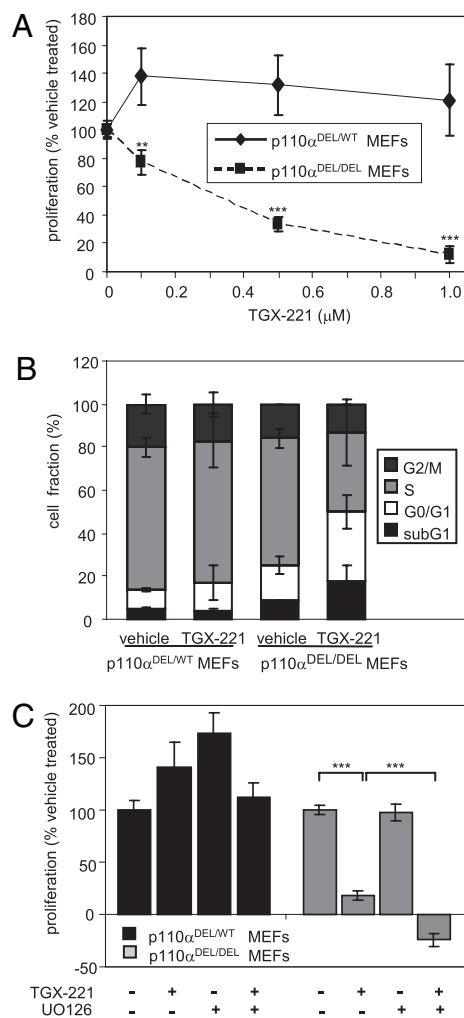 A
proliferation (% vehicle treated)
180
160
140
120
100
80
60
40
20
0
**
***
***
p110αDEL/WT MEFs
p110αDEL/DEL MEFs
0 0.2 0.4 0.6 0.8 1.0
TGX-221 (μM)
B
cell fraction (%)
120
100
80
60
40
20
0
G2/M
S
G0/G1
subG1
vehicle TGX-221 vehicle TGX-221
p110αDEL/WT MEFs p110αDEL/DEL MEFs
C
proliferation (% vehicle treated)
200
150
100
50
0
-50
*** ***
p110αDEL/WT MEFs
p110αDEL/DEL MEFs
TGX-221 - + - + - + - +
UO126 - - + + - - + +